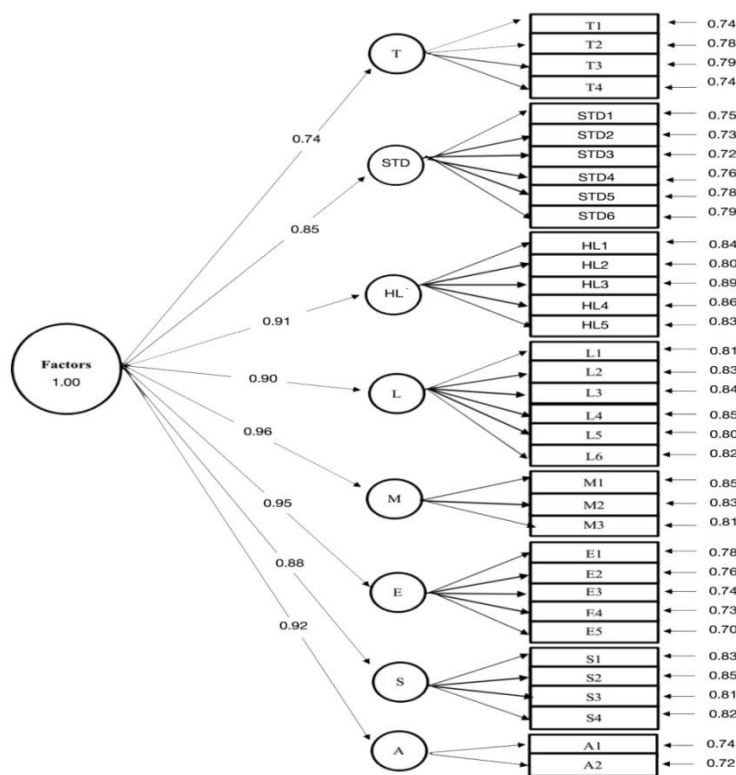 T1 0.74
T2 0.78
T T3 0.79
T4 0.74
STD1 0.75
STD2 0.73
0.74 STD STD3 0.72
STD4 0.76
STD5 0.78
STD6 0.79
0.85
HL1 0.84
HL2 0.80
HL HL3 0.89
HL4 0.86
HL5 0.83
0.91
L1 0.81
L2 0.83
Factors
1.00
0.90 L L3 0.84
L4 0.85
L5 0.80
L6 0.82
0.96
M1 0.85
M M2 0.83
M3 0.81
0.95
E1 0.78
E2 0.76
0.88 E E3 0.74
E4 0.73
E5 0.70
0.92
S1 0.83
S S2 0.85
S3 0.81
S4 0.82
A A1 0.74
A2 0.72